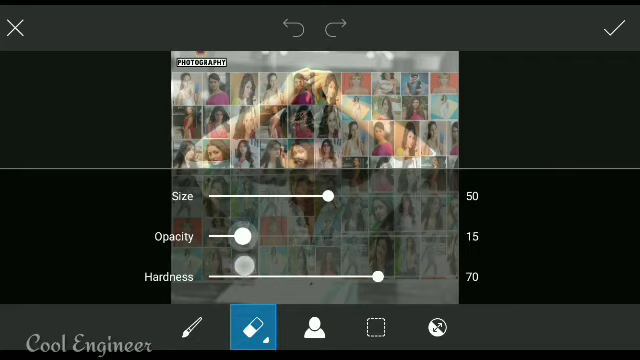 PHOTOGRAPHY
Size 50
Opacity 15
Hardness 70
Cool Engineer